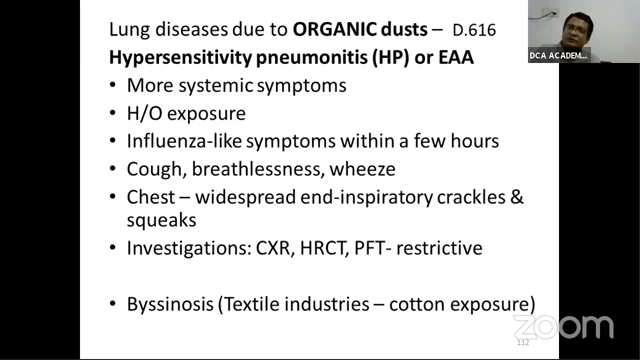 Lung diseases due to ORGANIC dusts – D.616
Hypersensitivity pneumonitis (HP) or EAA
• More systemic symptoms
• H/O exposure
• Influenza-like symptoms within a few hours
• Cough, breathlessness, wheeze
• Chest – widespread end-inspiratory crackles &
squeaks
• Investigations: CXR, HRCT, PFT- restrictive
• Byssinosis (Textile industries – cotton exposure)
DCA ACADEM...
zoom
112